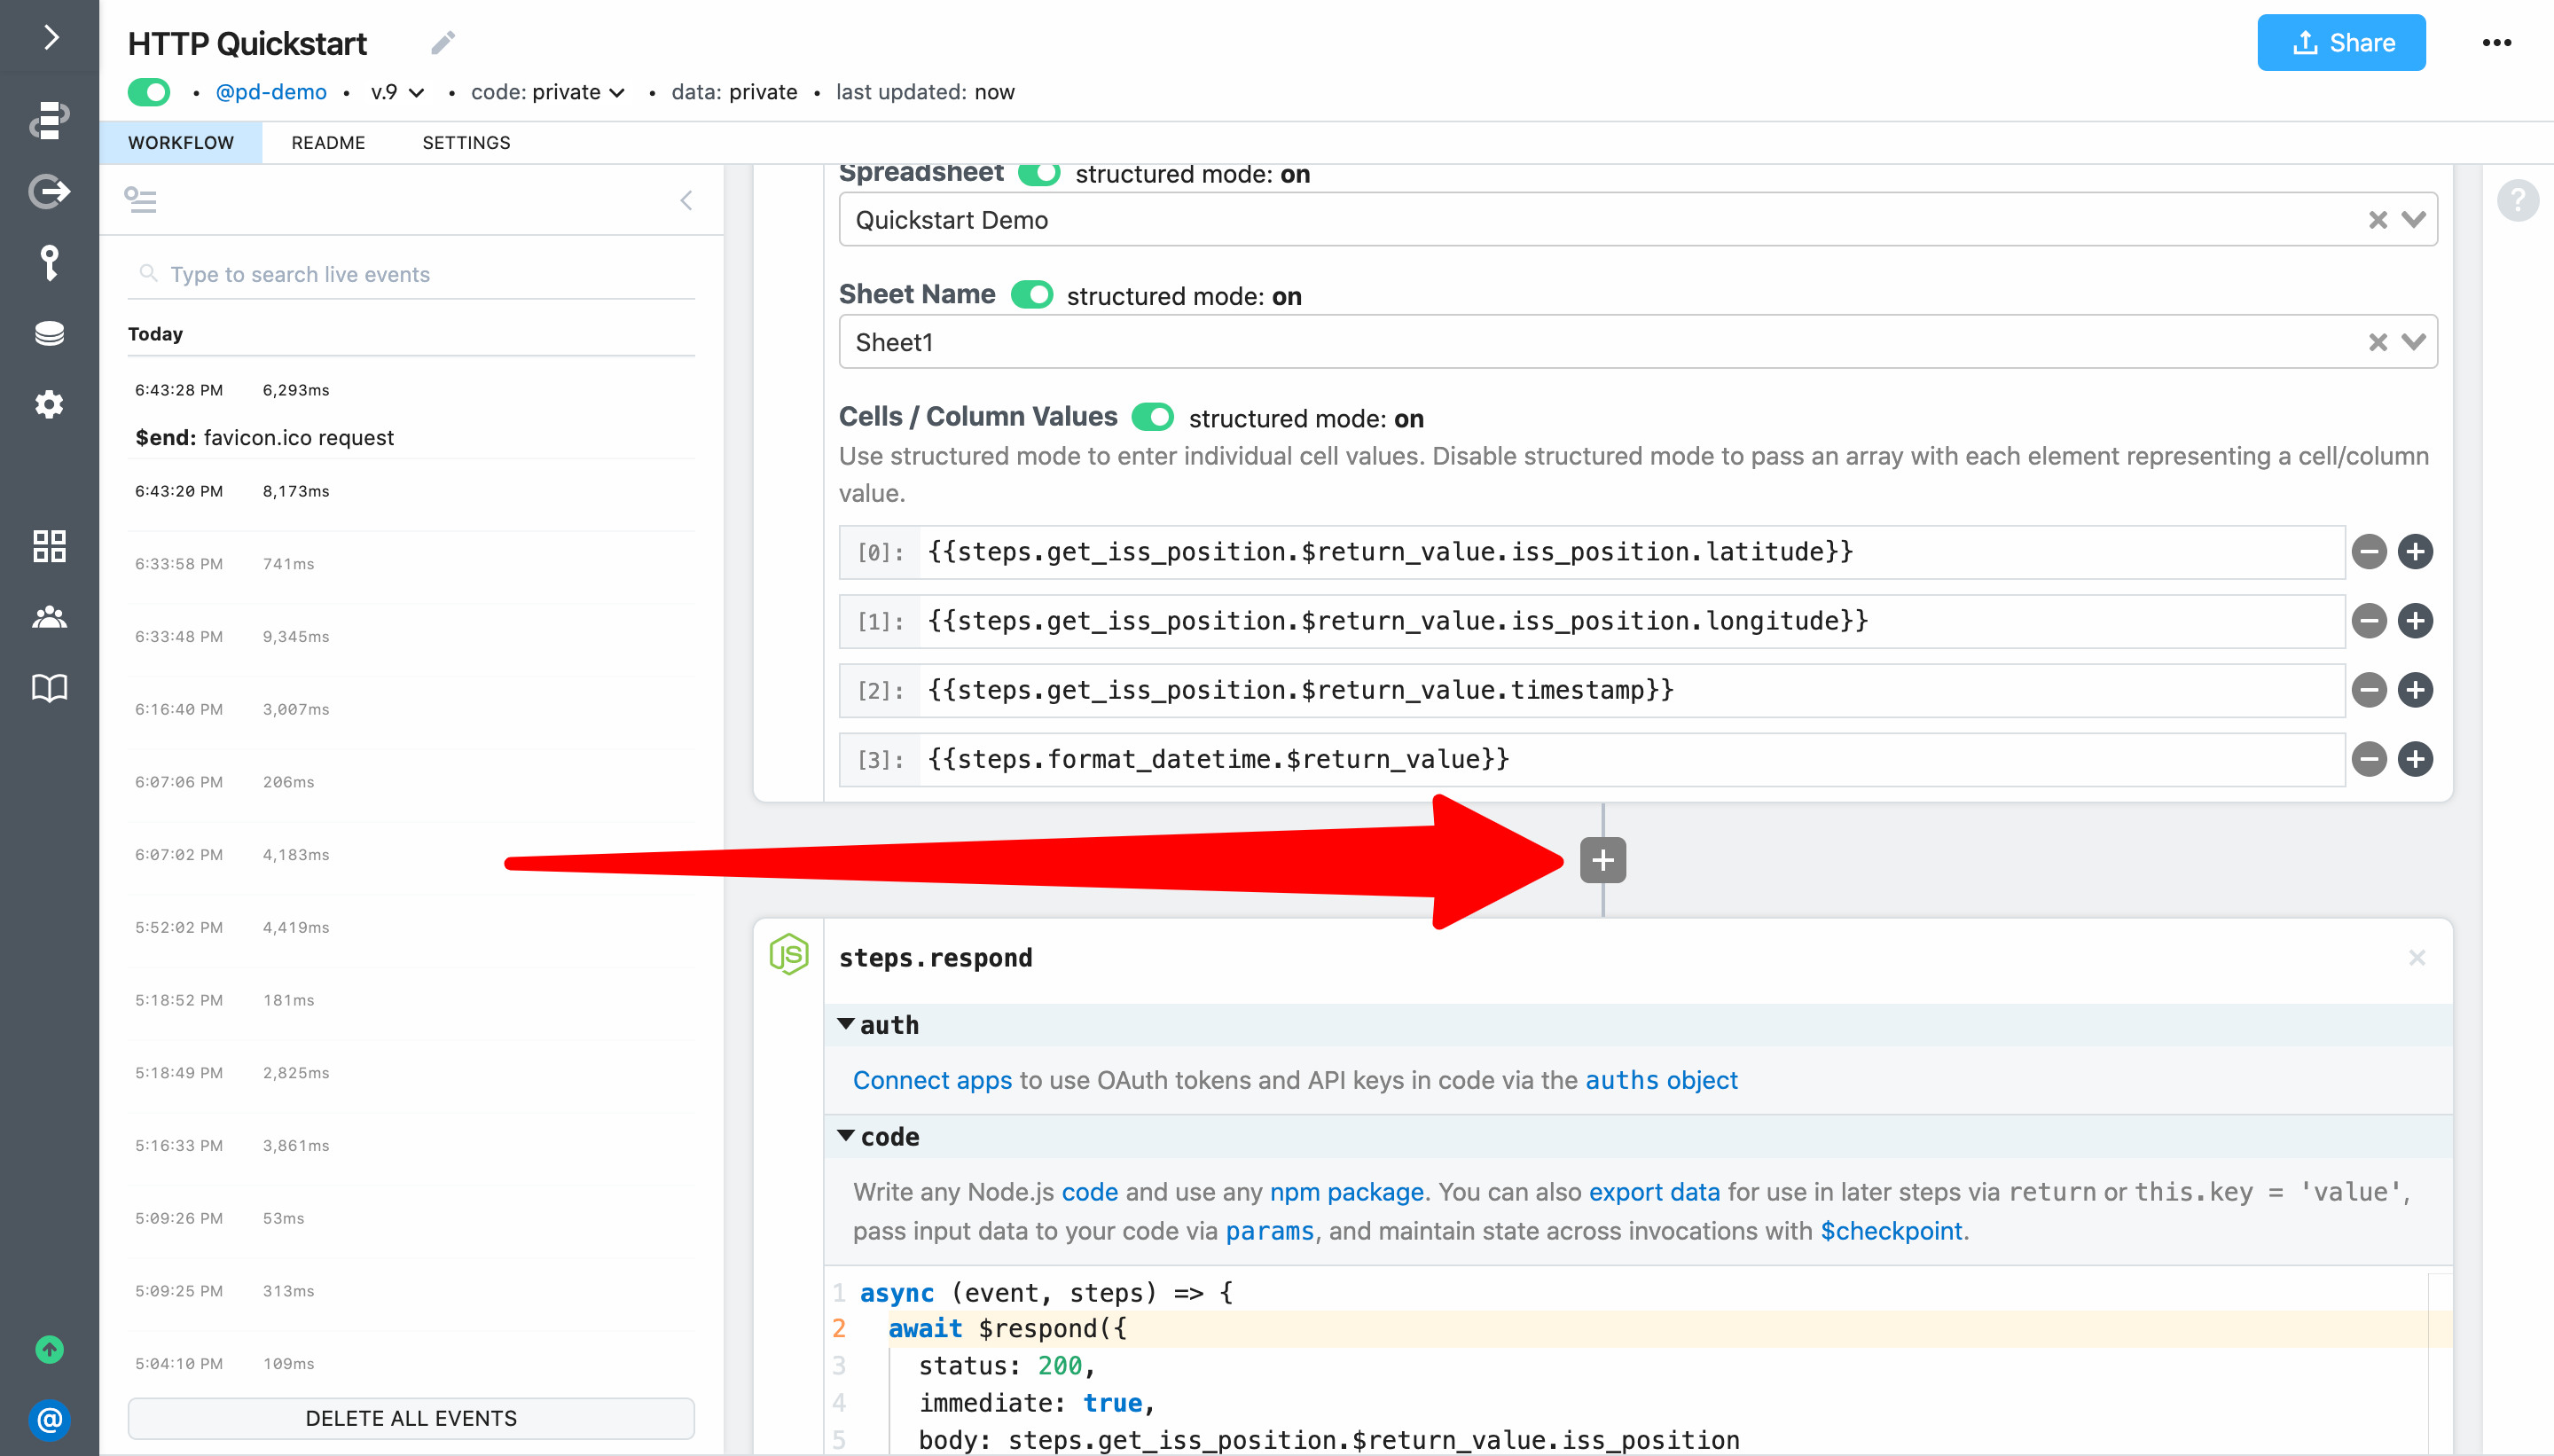 HTTP Quickstart
Share
• @pd-demo • v.9 • code: private • data: private • last updated: now
WORKFLOW README SETTINGS
Type to search live events
Today
6:43:28 PM 6,293ms
$end: favicon.ico request
6:43:20 PM 8,173ms
6:33:58 PM 741ms
6:33:48 PM 9,345ms
6:16:40 PM 3,007ms
6:07:06 PM 206ms
6:07:02 PM 4,183ms
5:52:02 PM 4,419ms
5:18:52 PM 181ms
5:18:49 PM 2,825ms
5:16:33 PM 3,861ms
5:09:26 PM 53ms
5:09:25 PM 313ms
5:04:10 PM 109ms
DELETE ALL EVENTS
@
Spreadsheet structured mode: on
Quickstart Demo
Sheet Name structured mode: on
Sheet1
Cells / Column Values structured mode: on
Use structured mode to enter individual cell values. Disable structured mode to pass an array with each element representing a cell/column
value.
[0]: {{steps.get_iss_position.$return_value.iss_position.latitude}}
[1]: {{steps.get_iss_position.$return_value.iss_position.longitude}}
[2]: {{steps.get_iss_position.$return_value.timestamp}}
[3]: {{steps.format_datetime.$return_value}}
JS
steps.respond
auth
Connect apps to use OAuth tokens and API keys in code via the auths object
code
Write any Node.js code and use any npm package. You can also export data for use in later steps via return or this.key = 'value',
pass input data to your code via params, and maintain state across invocations with $checkpoint.
1 async (event, steps) => {
2 await $respond({
3 status: 200,
4 immediate: true,
5 body: steps.get_iss_position.$return_value.iss_position
?